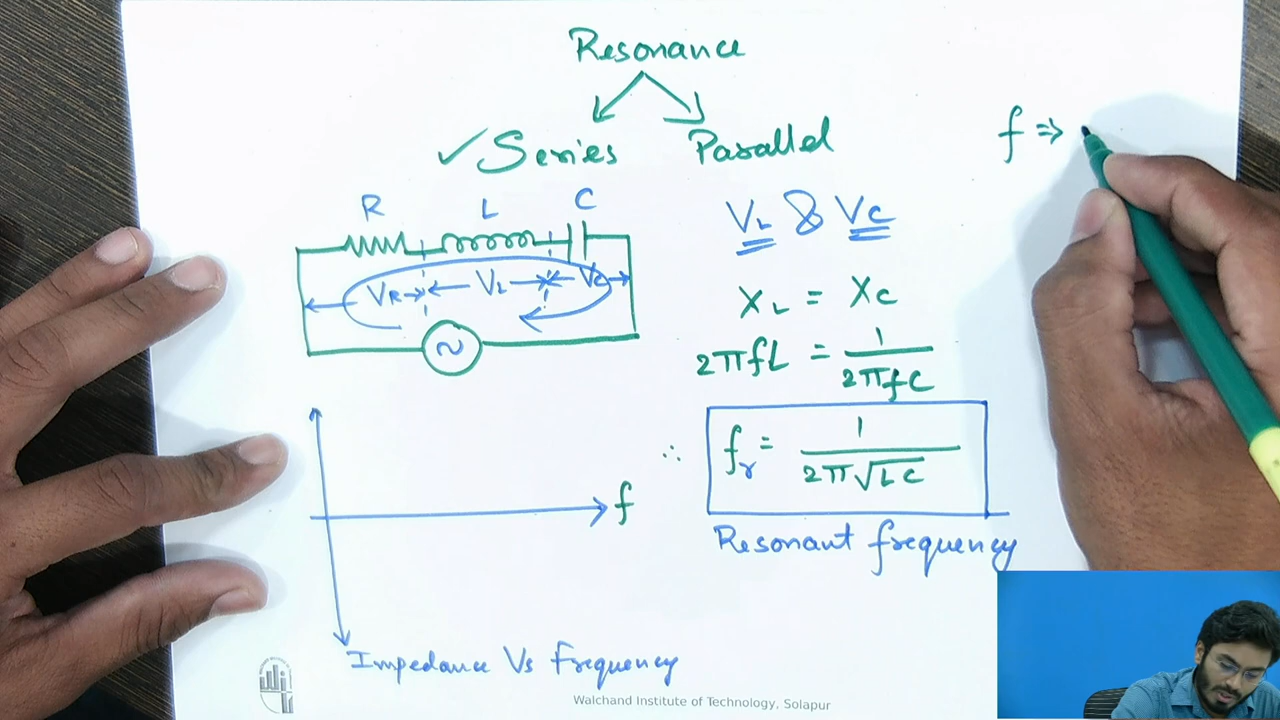 Resonance
✓ Series Parallel
f ⇒
R L C
VL & VC
VR VL VC
XL = XC
~
2πfL = 1/2πfC
∴ fr = 1/2π√LC
f
Resonant frequency
Impedance Vs Frequency
Walchand Institute of Technology, Solapur